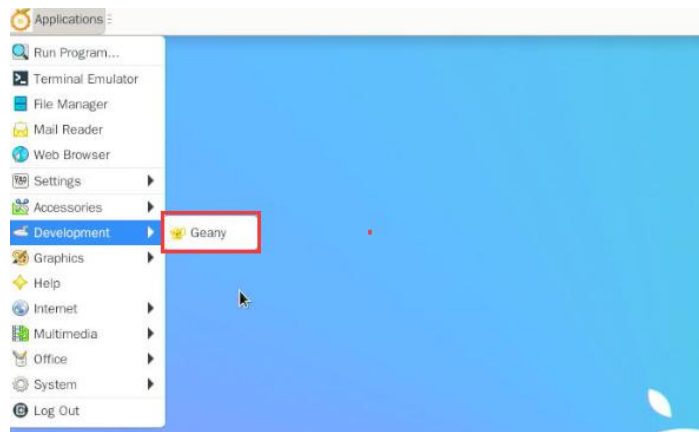 Applications
Run Program...
Terminal Emulator
File Manager
Mail Reader
Web Browser
Settings
Accessories
Development
Geany
Graphics
Help
Internet
Multimedia
Office
System
Log Out